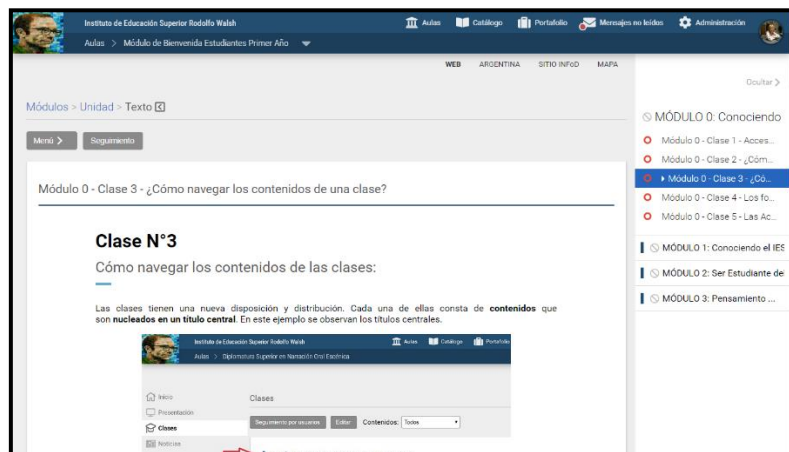 Instituto de Educación Superior Rodolfo Walsh
Aulas
Catálogo
Portafolio
Mensajes no leídos
Administración
Aulas > Módulo de Bienvenida Estudiantes Primer Año
WEB ARGENTINA SITIO INFoD MAPA
Módulos > Unidad > Texto
Menú >
Seguimiento
Módulo 0 - Clase 3 - ¿Cómo navegar los contenidos de una clase?
Clase N°3
Cómo navegar los contenidos de las clases:
Las clases tienen una nueva disposición y distribución. Cada una de ellas consta de contenidos que
son nucleados en un título central. En este ejemplo se observan los títulos centrales.
Instituto de Educación Superior Rodolfo Walsh
Aulas
Catálogo
Portafolio
Aulas > Diplomatura Superior en Narración Oral Escénica
Inicio
Presentación
Clases
Noticias
Clases
Seguimiento por usuarios
Editar
Contenidos: Todos
Ocultar >
MÓDULO 0: Conociendo
Módulo 0 - Clase 1 - Acces...
Módulo 0 - Clase 2 - ¿Cóm...
Módulo 0 - Clase 3 - ¿Có...
Módulo 0 - Clase 4 - Los fo...
Módulo 0 - Clase 5 - Las Ac...
MÓDULO 1: Conociendo el IES
MÓDULO 2: Ser Estudiante del
MÓDULO 3: Pensamiento ...